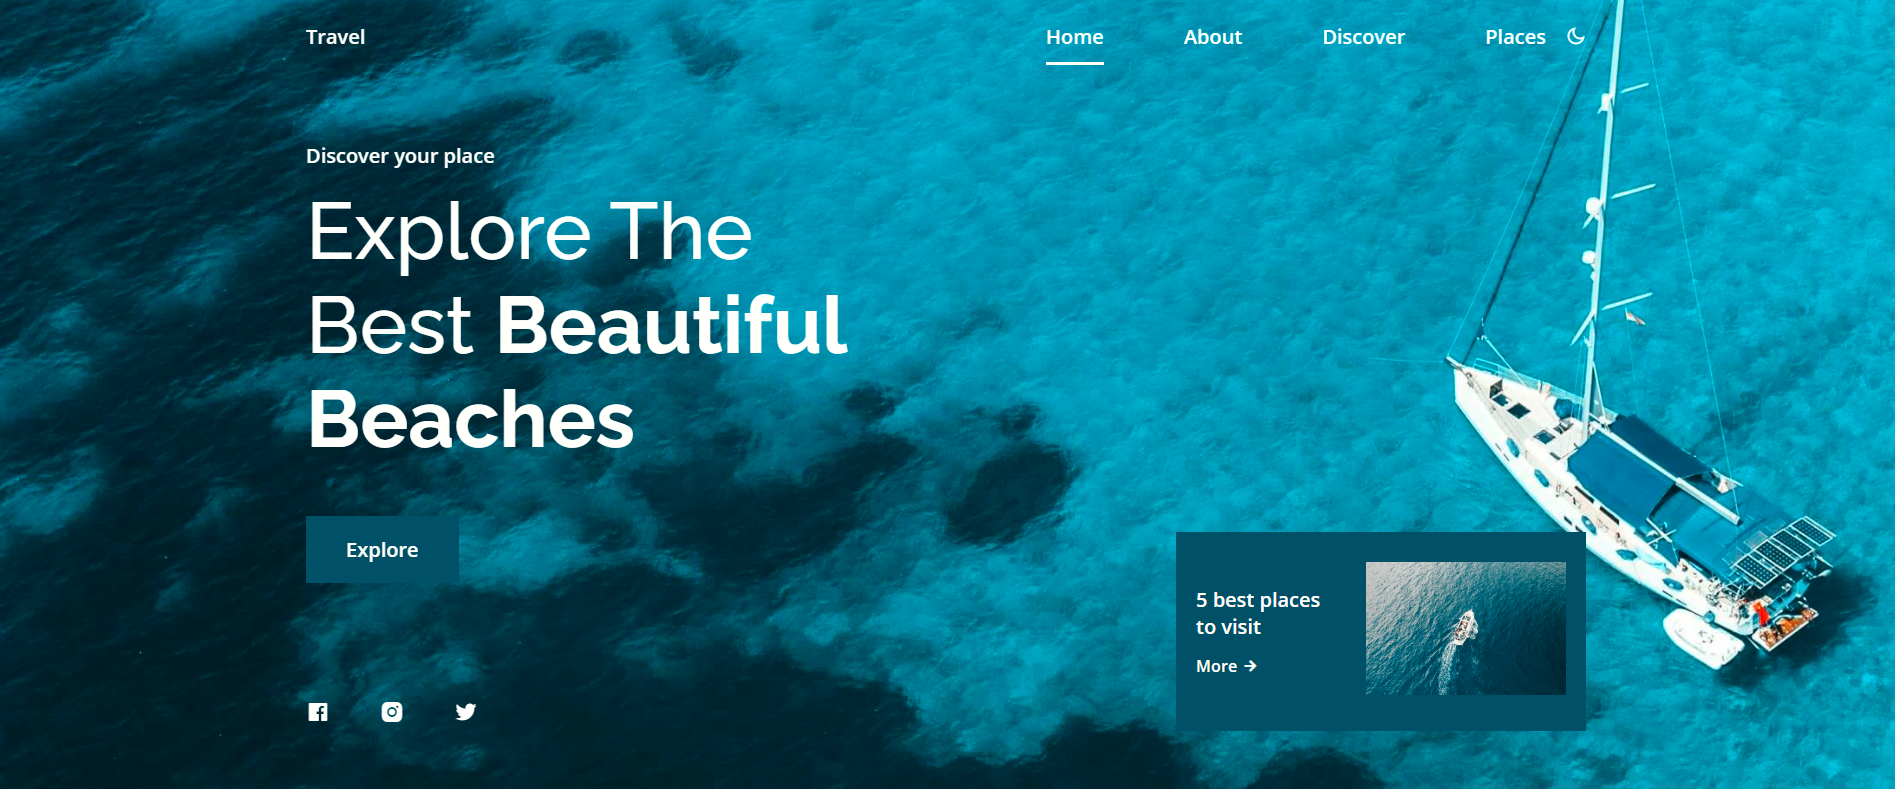 Travel
Home
About
Discover
Places
Discover your place
Explore The
Best Beautiful
Beaches
Explore
5 best places
to visit
More